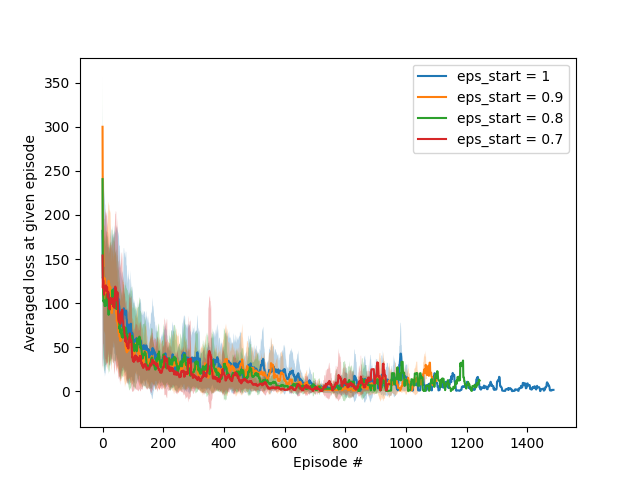 350
300
250
200
150
100
50
0
Averaged loss at given episode
eps_start = 1
eps_start = 0.9
eps_start = 0.8
eps_start = 0.7
0 200 400 600 800 1000 1200 1400
Episode #